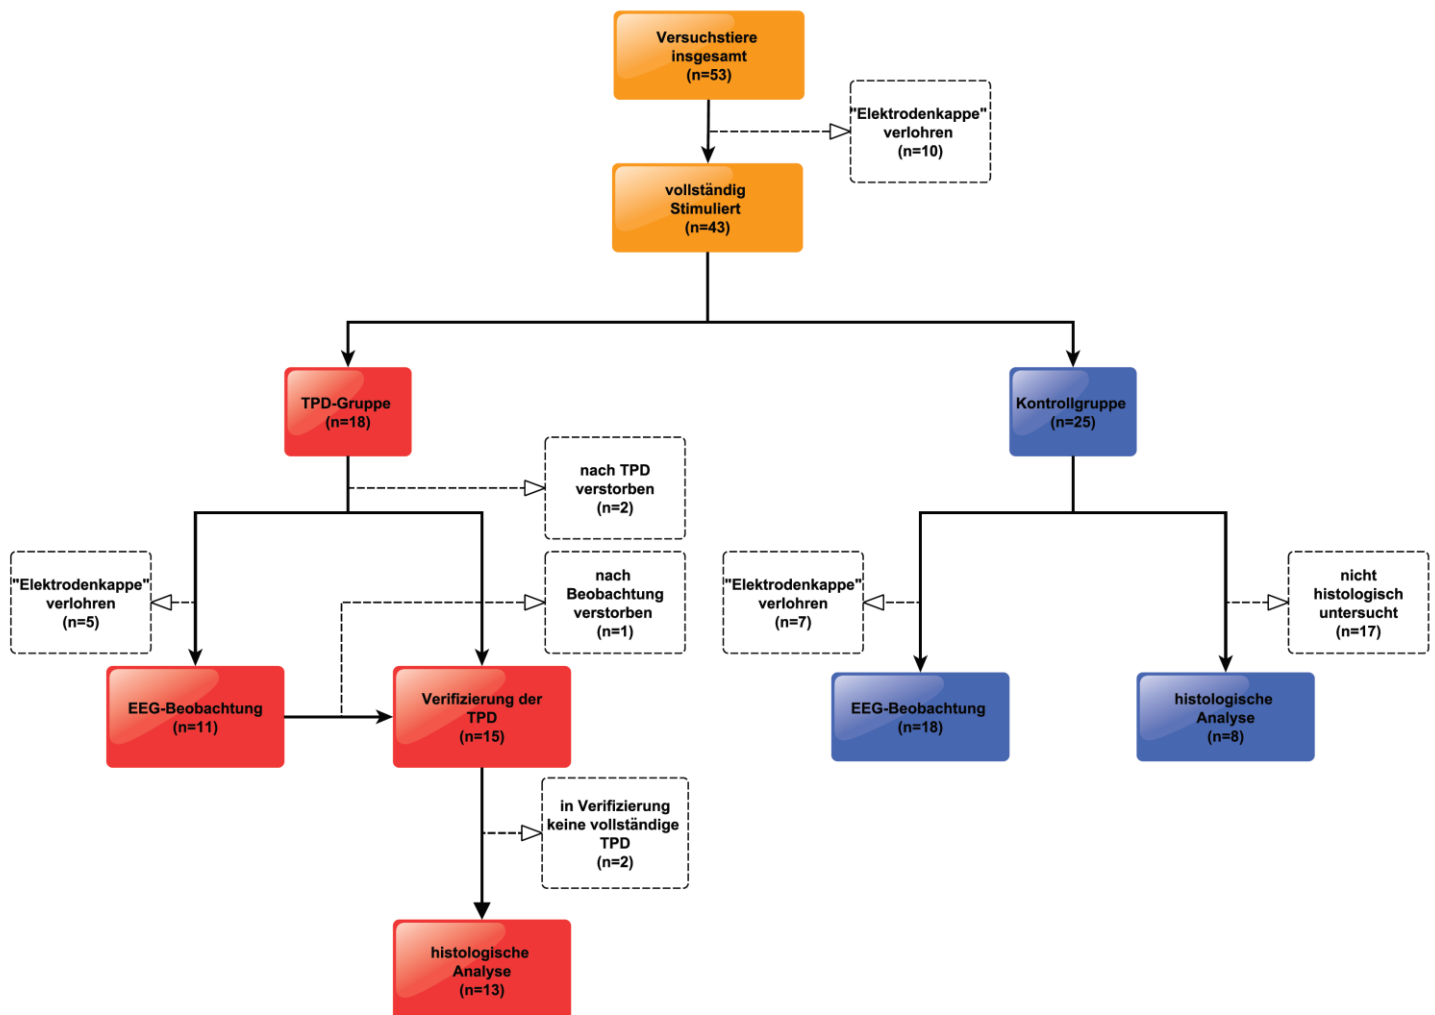 Versuchstiere
insgesamt
(n=53)
"Elektrodenkappe"
verlohren
(n=10)
vollständig
Stimuliert
(n=43)
TPD-Gruppe
(n=18)
Kontrollgruppe
(n=25)
nach TPD
verstorben
(n=2)
"Elektrodenkappe"
verlohren
(n=5)
nach
Beobachtung
verstorben
(n=1)
"Elektrodenkappe"
verlohren
(n=7)
nicht
histologisch
untersucht
(n=17)
EEG-Beobachtung
(n=11)
Verifizierung der
TPD
(n=15)
EEG-Beobachtung
(n=18)
histologische
Analyse
(n=8)
in Verifizierung
keine vollständige
TPD
(n=2)
histologische
Analyse
(n=13)